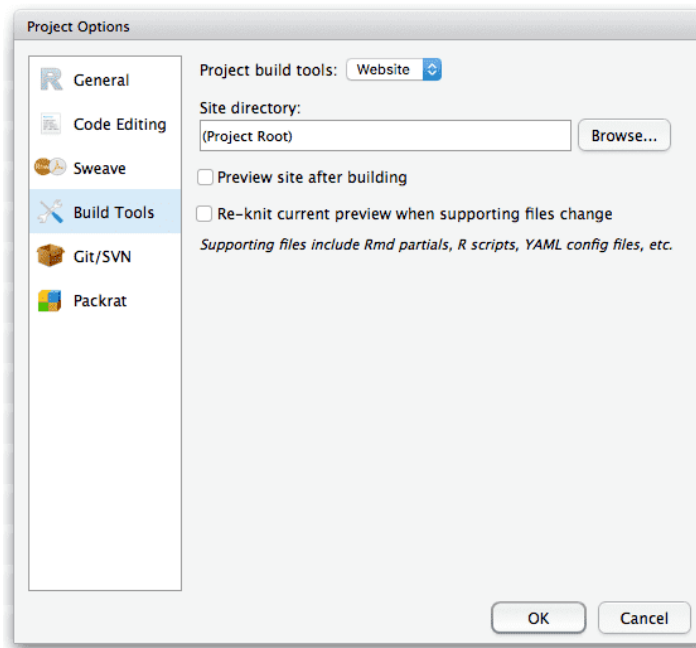 Project Options
General
Code Editing
Sweave
Build Tools
Git/SVN
Packrat
Project build tools: Website
Site directory:
(Project Root)
Browse...
Preview site after building
Re-knit current preview when supporting files change
Supporting files include Rmd partials, R scripts, YAML config files, etc.
OK
Cancel